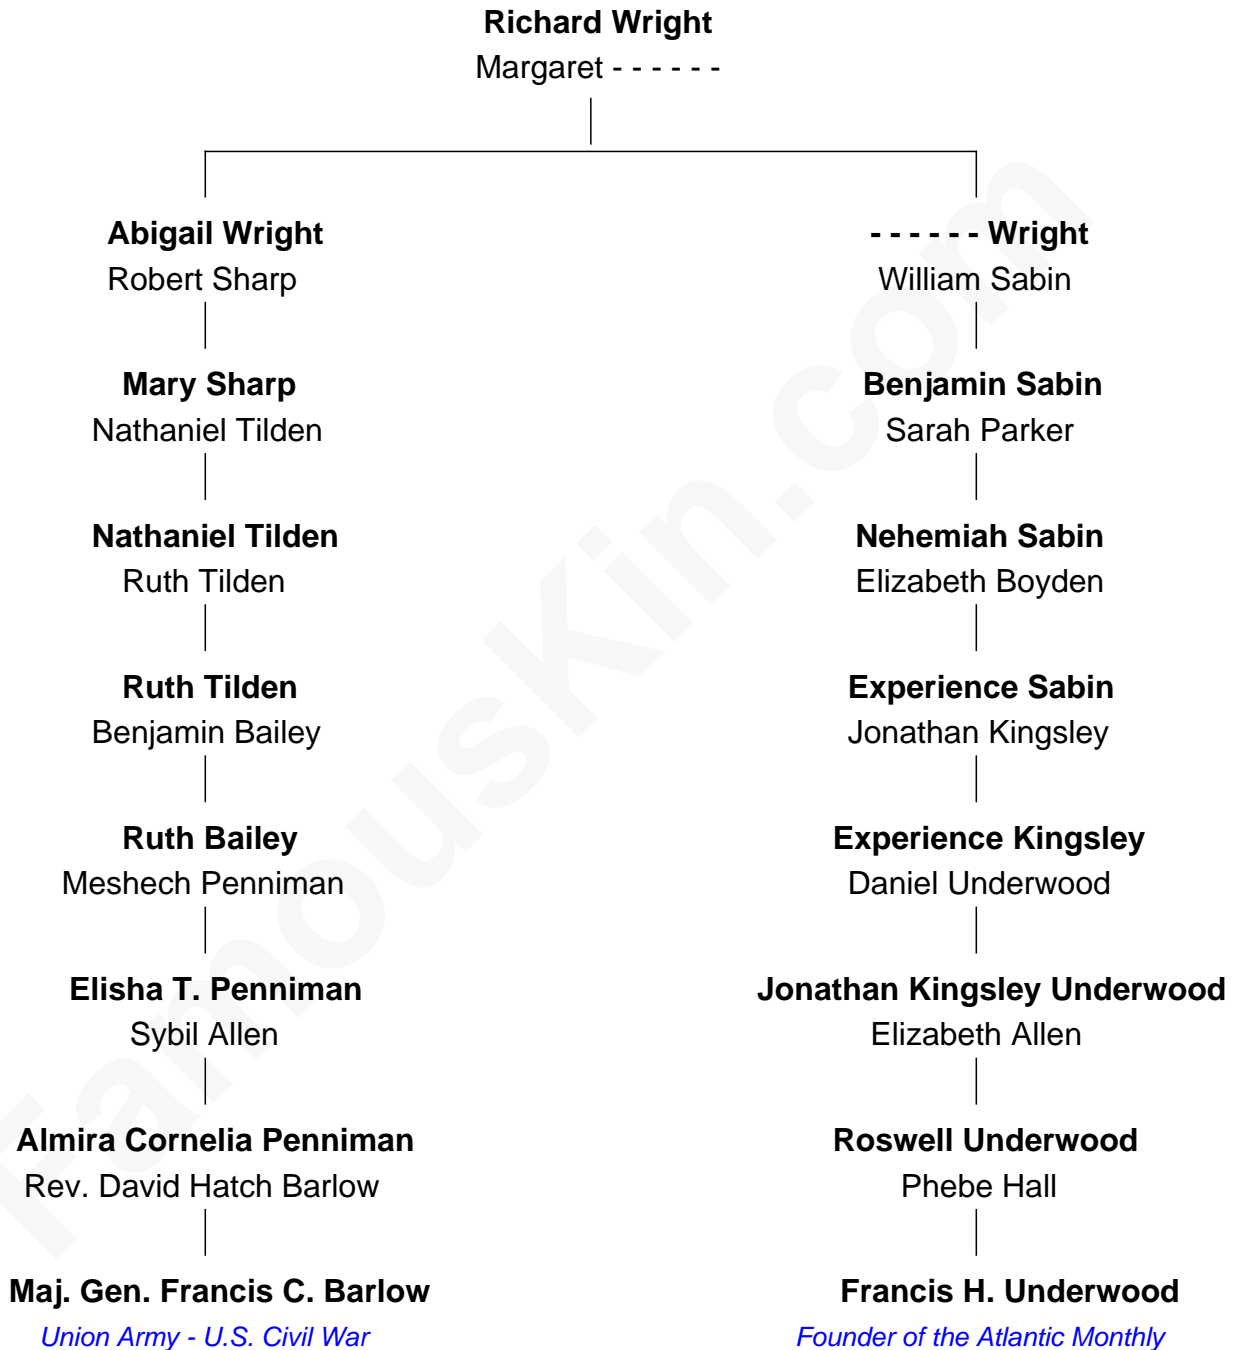 Richard Wright
Margaret - - - - - -
Abigail Wright
Robert Sharp
- - - - - - Wright
William Sabin
Mary Sharp
Nathaniel Tilden
Benjamin Sabin
Sarah Parker
Nathaniel Tilden
Ruth Tilden
Nehemiah Sabin
Elizabeth Boyden
Ruth Tilden
Benjamin Bailey
Experience Sabin
Jonathan Kingsley
Ruth Bailey
Meshech Penniman
Experience Kingsley
Daniel Underwood
Elisha T. Penniman
Sybil Allen
Jonathan Kingsley Underwood
Elizabeth Allen
Almira Cornelia Penniman
Rev. David Hatch Barlow
Roswell Underwood
Phebe Hall
Maj. Gen. Francis C. Barlow
Union Army - U.S. Civil War
Francis H. Underwood
Founder of the Atlantic Monthly
FamousKin.com